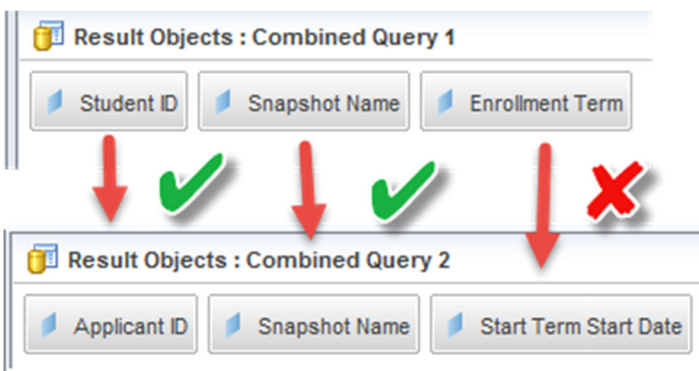 Result Objects : Combined Query 1
Student ID Snapshot Name Enrollment Term
Result Objects : Combined Query 2
Applicant ID Snapshot Name Start Term Start Date